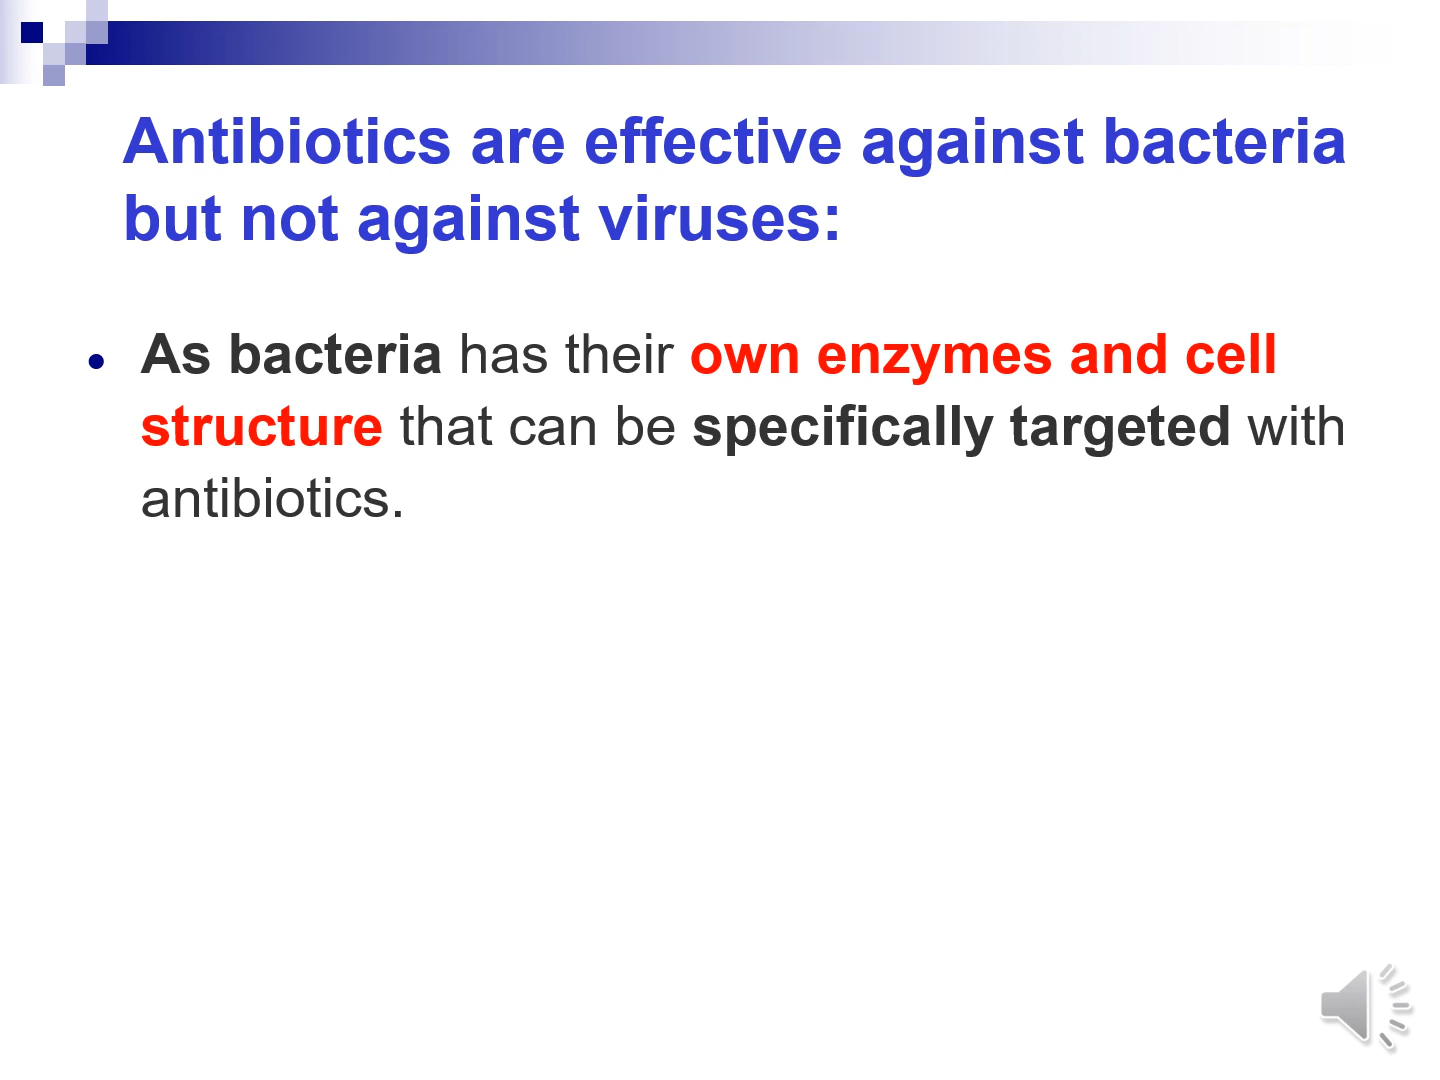 Antibiotics are effective against bacteria
but not against viruses:
• As bacteria has their own enzymes and cell
structure that can be specifically targeted with
antibiotics.